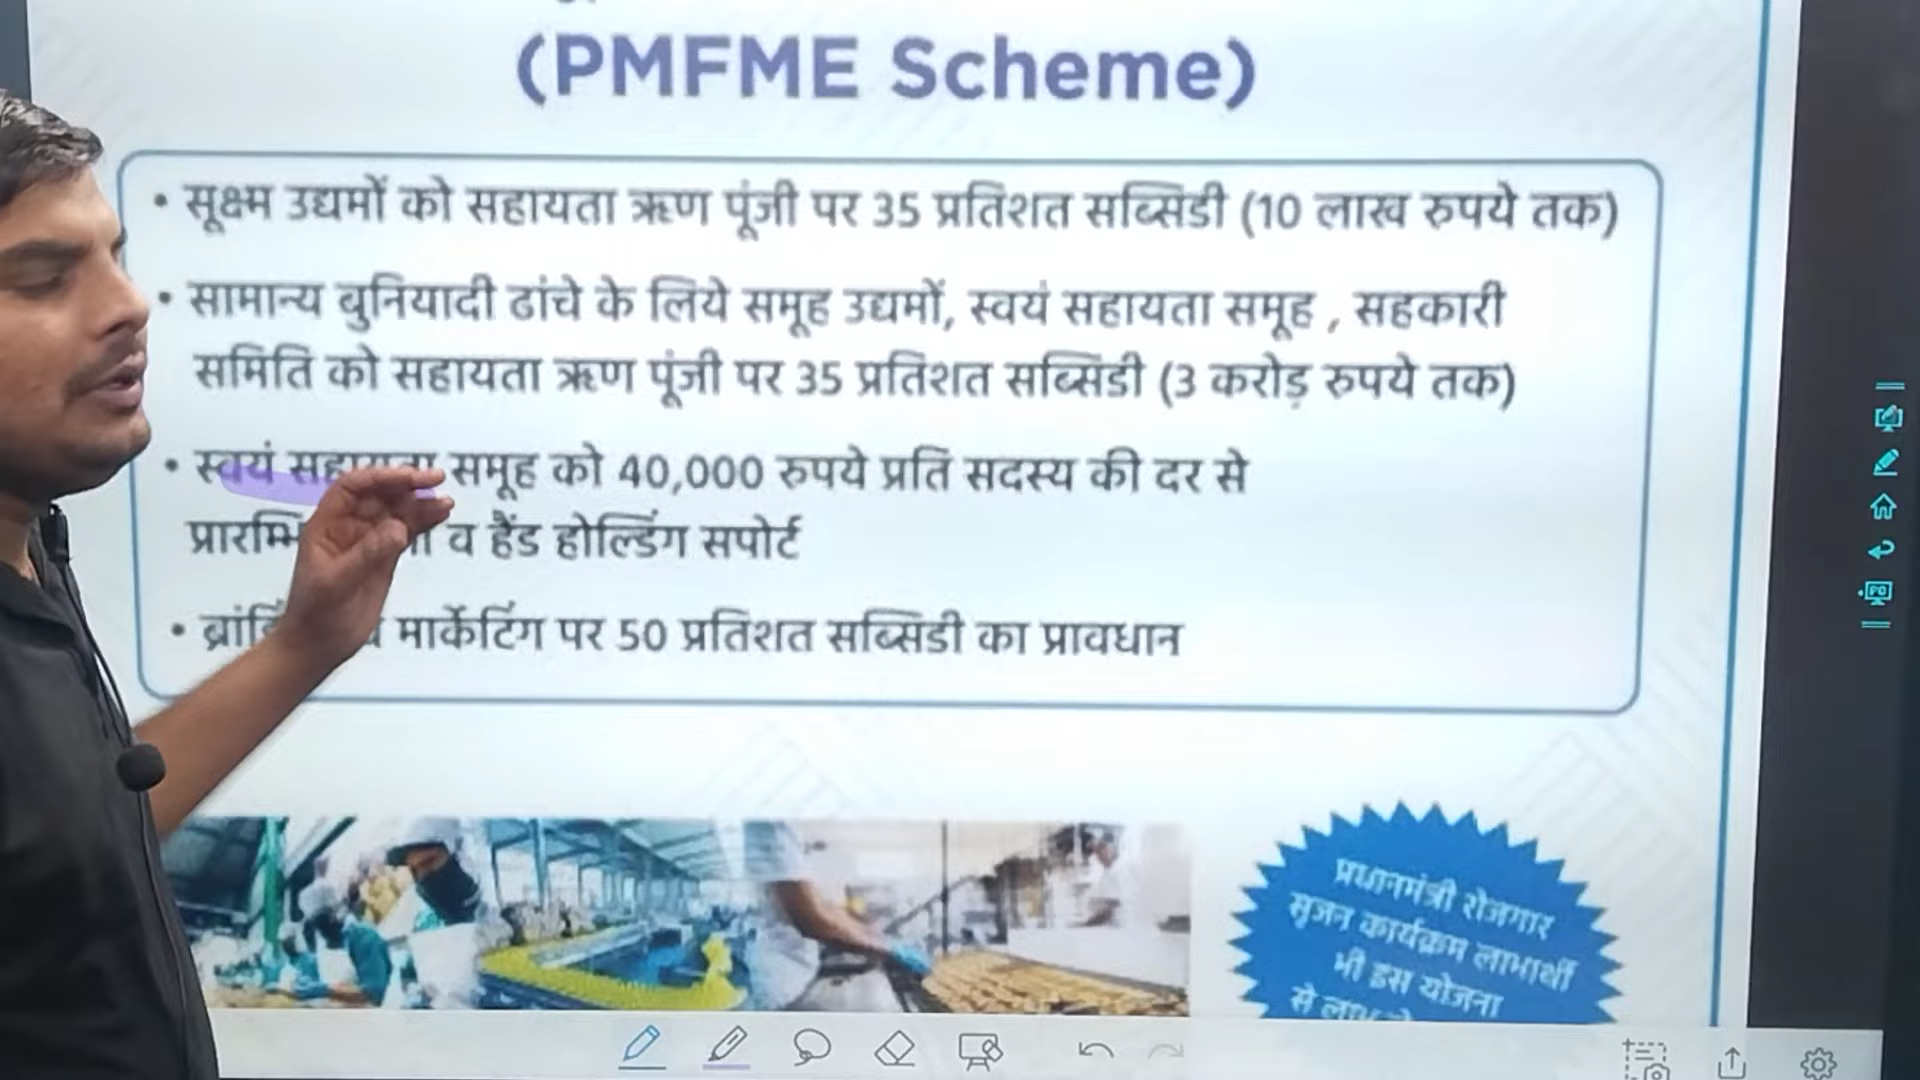 (PMFME Scheme)
• सूक्ष्म उद्यमों को सहायता ऋण पूंजी पर 35 प्रतिशत सब्सिडी (10 लाख रुपये तक)
• सामान्य बुनियादी ढांचे के लिये समूह उद्यमों, स्वयं सहायता समूह , सहकारी
समिति को सहायता ऋण पूंजी पर 35 प्रतिशत सब्सिडी (3 करोड़ रुपये तक)
• स्वयं सहायता समूह को 40,000 रुपये प्रति सदस्य की दर से
व हैंड होल्डिंग सपोर्ट
• मार्केटिंग पर 50 प्रतिशत सब्सिडी का प्रावधान
प्रधानमंत्री रोजगार
सृजन कार्यक्रम लाभार्थी
भी इस योजना
से